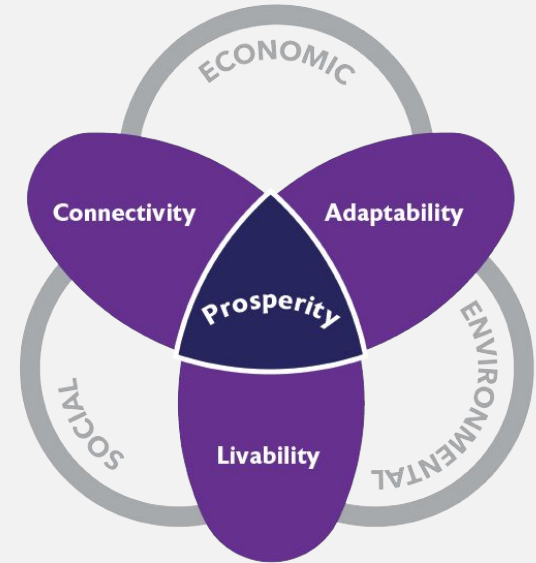 ECONOMIC
Connectivity
Adaptability
Prosperity
SOCIAL
ENVIRONMENTAL
Livability